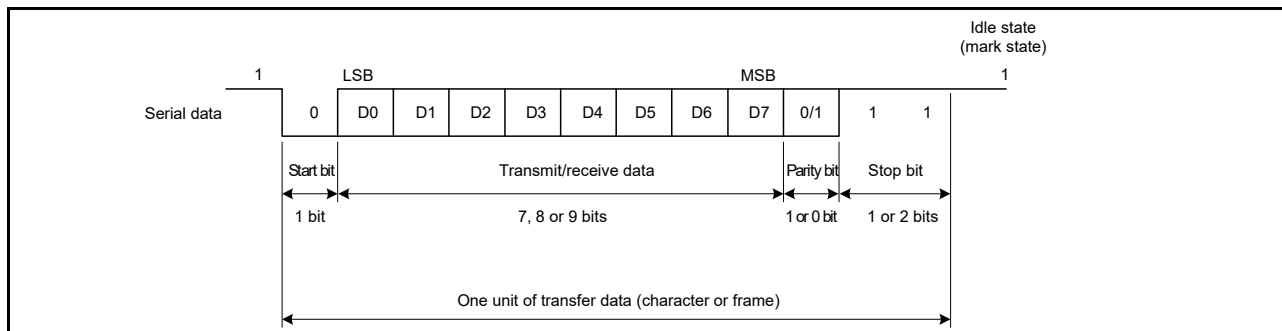 Idle state
(mark state)
1 LSB MSB 1
Serial data 0 D0 D1 D2 D3 D4 D5 D6 D7 0/1 1 1
Start bit Transmit/receive data Parity bit Stop bit
1 bit 7, 8 or 9 bits 1 or 0 bit 1 or 2 bits
One unit of transfer data (character or frame)